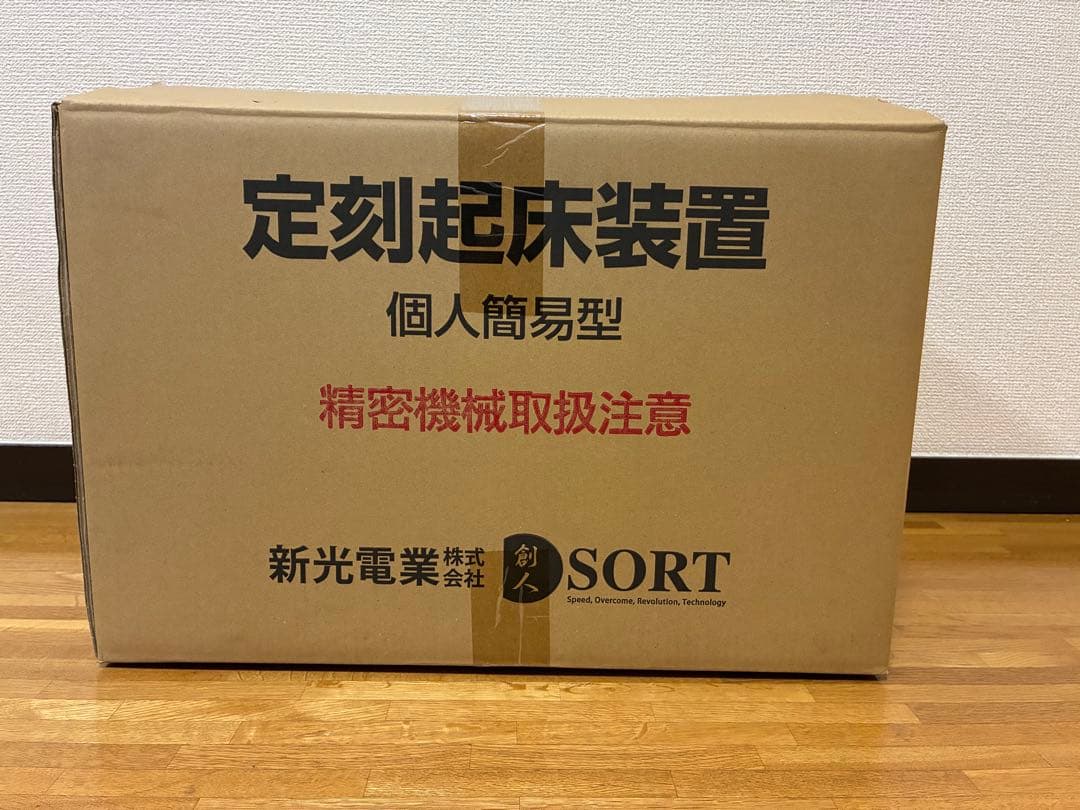 定刻起床装置
個人簡易型
精密機械取扱注意
新光電業株式会社 創人 SORT
Speed, Overcome, Revolution, Technology